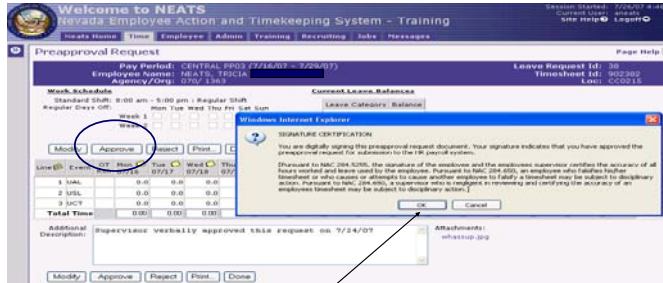 Welcome to NEATS
Nevada Employee Action and Timekeeping System - Training
Session Started: 7/26/07 4:4
Current User: aneats
Site Help LogOff
Neats Home Time Employee Admin Training Recruiting Jobs Messages
Preapproval Request
Page Help
Pay Period: CENTRAL PP03 (7/16/07 - 7/29/07)
Employee Name: NEATS, TRICIA
Agency/Org: 070/ 1363
Leave Request Id: 38
Timesheet Id: 902382
Loc: CC0215
Work Schedule
Standard Shift: 8:00 am - 5:00 pm : Regular Shift
Regular Days Off: Mon Tue Wed Thu Fri Sat Sun
Week 1
Week 2
Current Leave Balances
Leave Category Balance
Windows Internet Explorer
SIGNATURE CERTIFICATION
You are digitally signing this preapproval request document. Your signature indicates that you have approved the
preapproval request for submission to the HR payroll system.
[Pursuant to NAC 284.5255, the signature of the employee and the employees supervisor certifies the accuracy of all
hours worked and leave used by the employee. Pursuant to NAC 284.650, an employee who falsifies his/her
timesheet or who causes or attempts to cause another employee to falsify a timesheet may be subject to disciplinary
action. Pursuant to NAC 284.650, a supervisor who is negligent in reviewing and certifying the accuracy of an
employees timesheet may be subject to disciplinary action.]
OK Cancel
Modify Approve Reject Print...
Line Event OT Mon 07/16 Tue 07/17 Wed 07/18 Thu
1 UAL 0.0 0.0 0.0
2 USL 0.0 0.0 0.0
3 UCT 0.0 0.0 0.0
Total Time 0.00 0.00 0.00
Additional Description:
Supervisor verbally approved this request on 7/24/07
Attachments:
whassup.jpg
Modify Approve Reject Print... Done